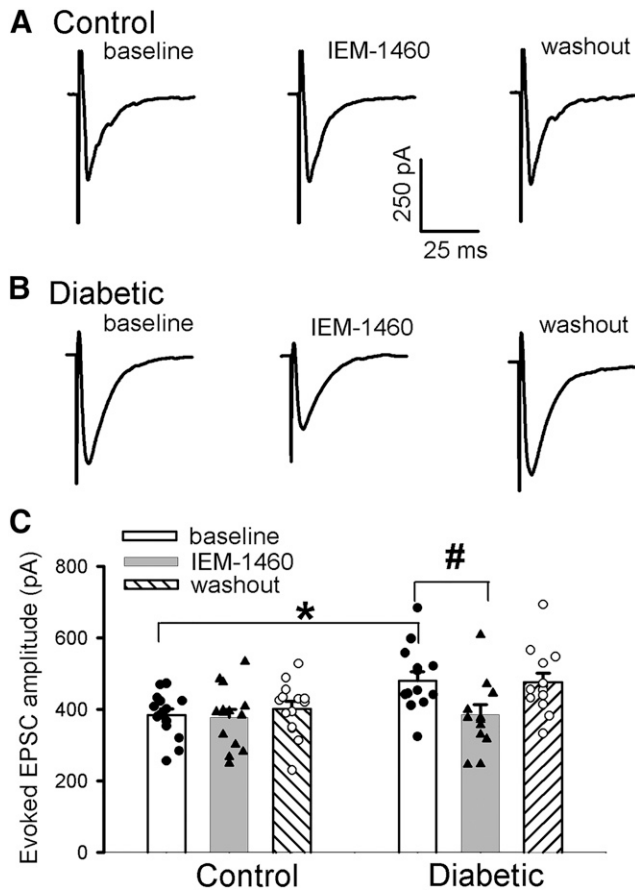 A Control
baseline IEM-1460 washout
250 pA
25 ms
B Diabetic
baseline IEM-1460 washout
C
baseline
IEM-1460
washout
Evoked EPSC amplitude (pA)
800
600
400
200
0
*
#
Control Diabetic